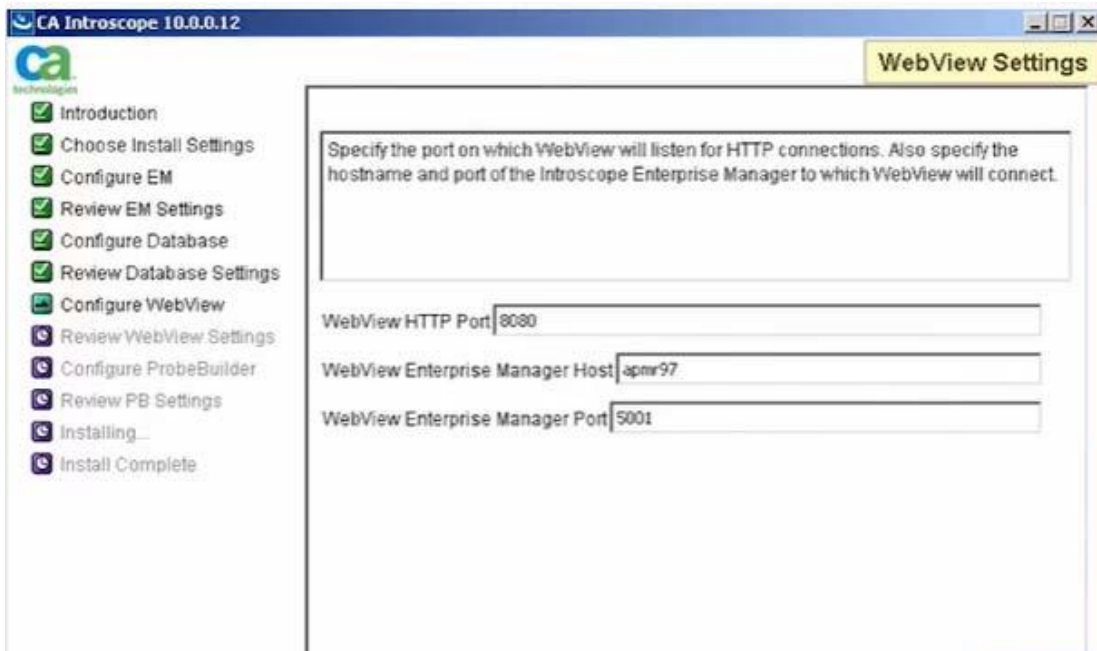 CA Introscope 10.0.0.12
ca
technologies
WebView Settings
Introduction
Choose Install Settings
Configure EM
Review EM Settings
Configure Database
Review Database Settings
Configure WebView
Review WebView Settings
Configure ProbeBuilder
Review PB Settings
Installing...
Install Complete
Specify the port on which WebView will listen for HTTP connections. Also specify the
hostname and port of the Introscope Enterprise Manager to which WebView will connect.
WebView HTTP Port 8080
WebView Enterprise Manager Host apmr97
WebView Enterprise Manager Port 5001